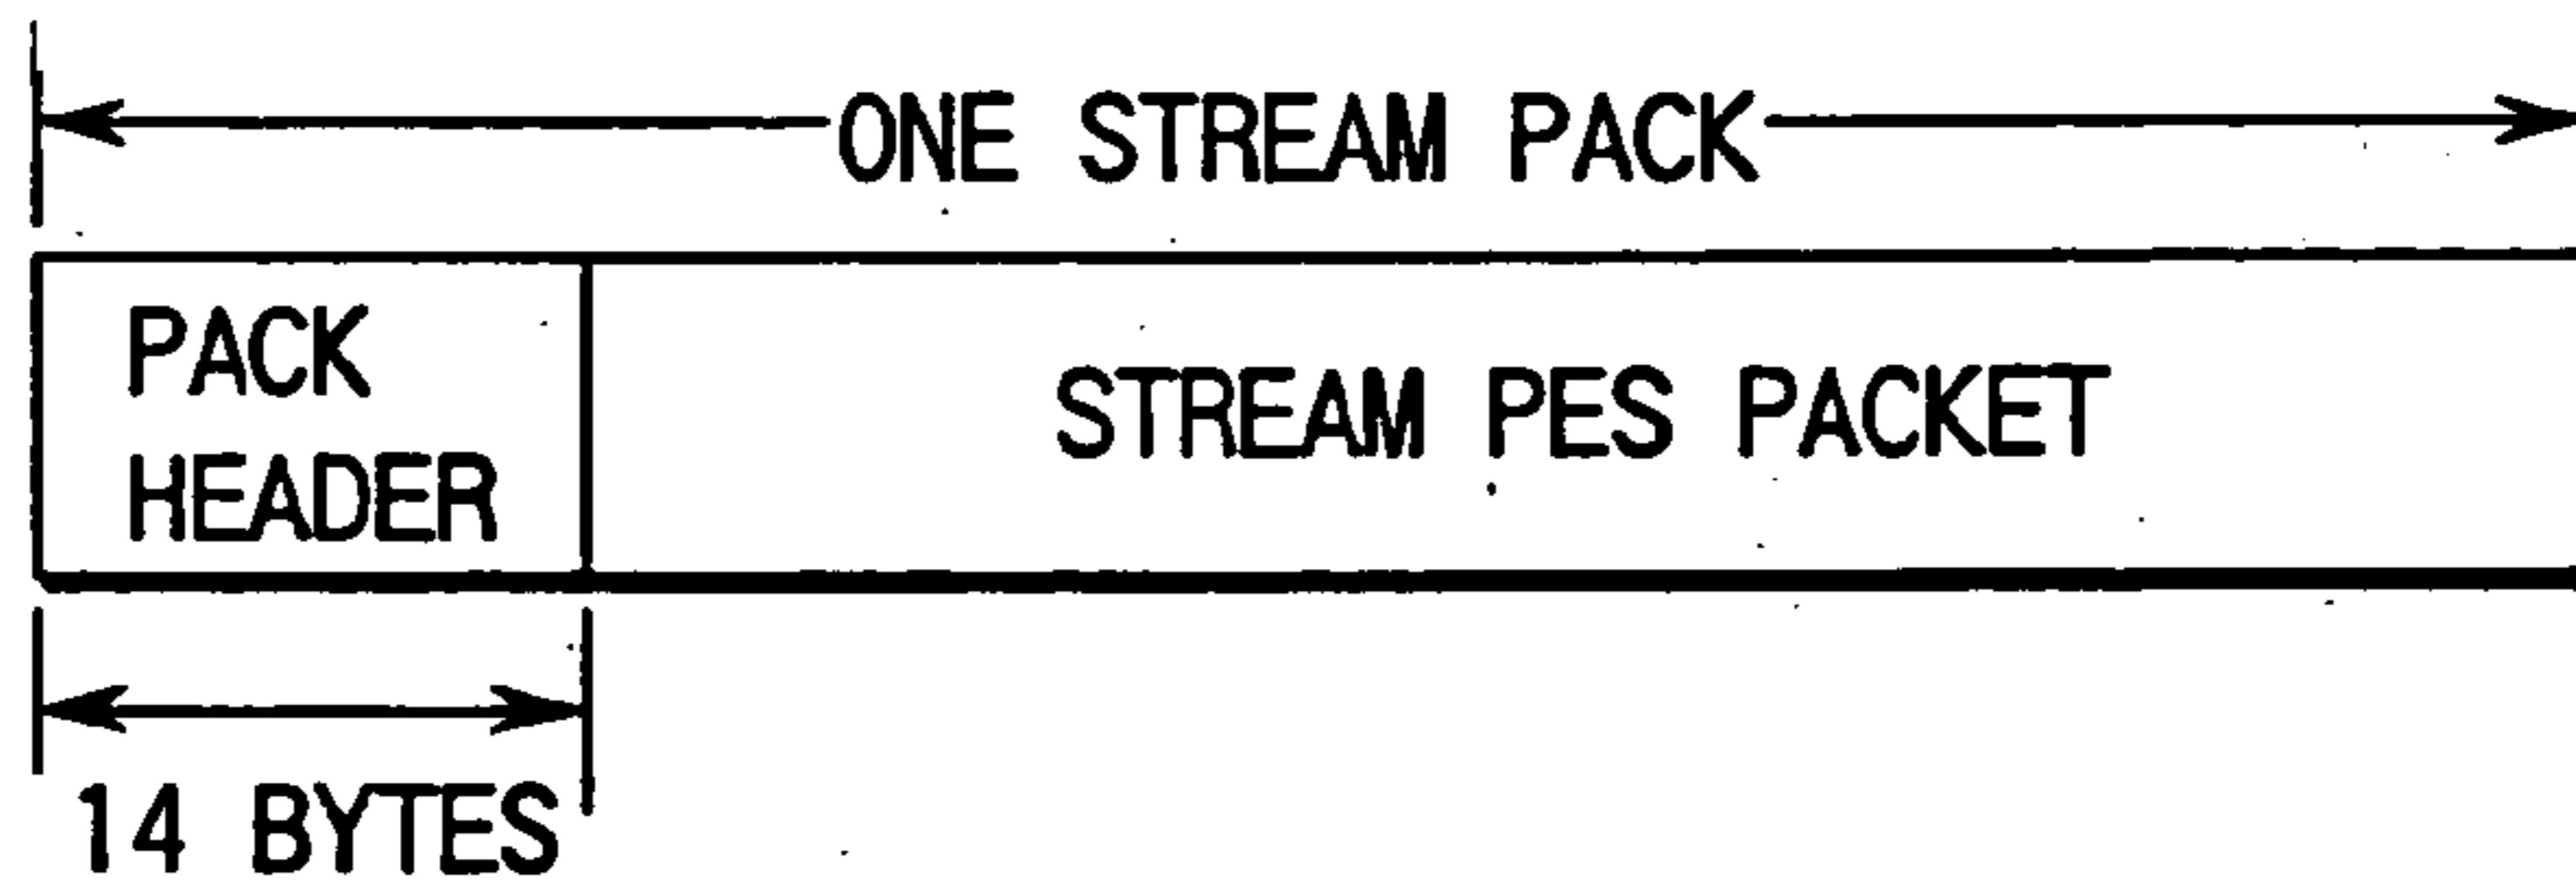 ONE STREAM PACK
PACK
HEADER
STREAM PES PACKET
14 BYTES